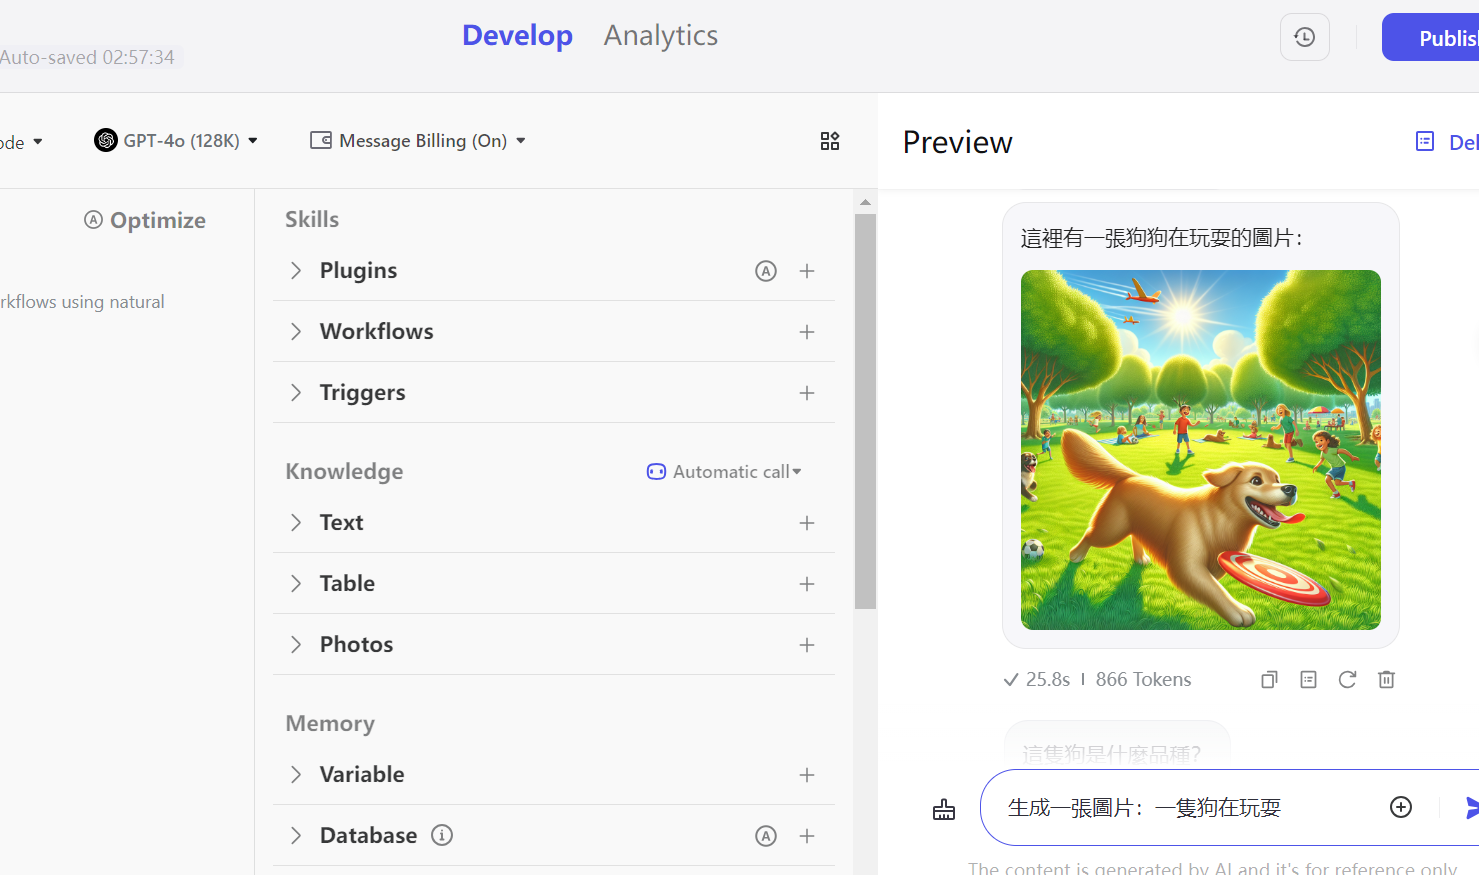 Develop
Analytics
Auto-saved 02:57:34
GPT-4o (128K)
Message Billing (On)
Preview
Optimize
Skills
Plugins
Workflows
Triggers
using natural
Knowledge
Automatic call
Text
Table
Photos
Memory
Variable
Database
這裡有一張狗狗在玩耍的圖片：
25.8s
866 Tokens
這隻狗是什麼品種？
生成一張圖片：一隻狗在玩耍
The content is generated by AI and it's for reference only